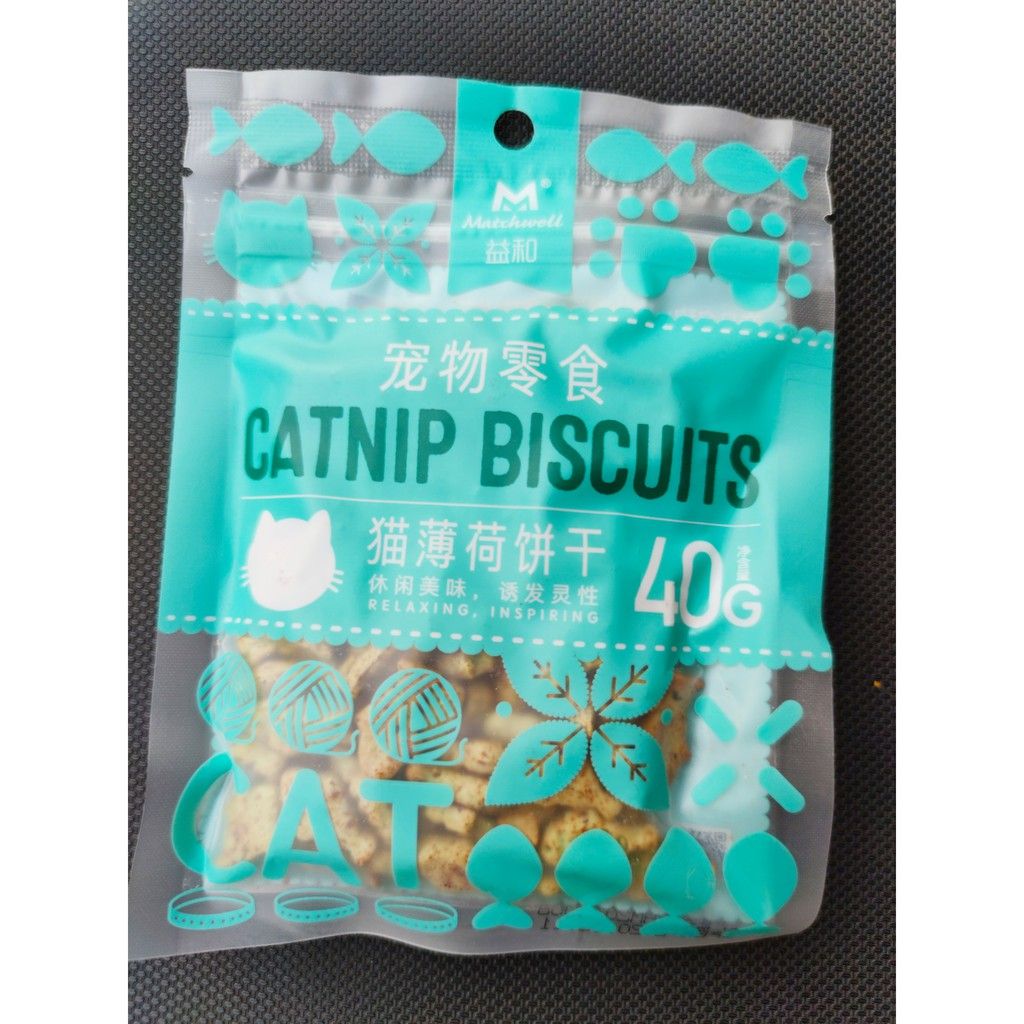 M®
Matchwell
益和
宠物零食
CATNIP BISCUITS
猫薄荷饼干
休闲美味，诱发灵性
RELAXING, INSPIRING
40G
净含量
CAT